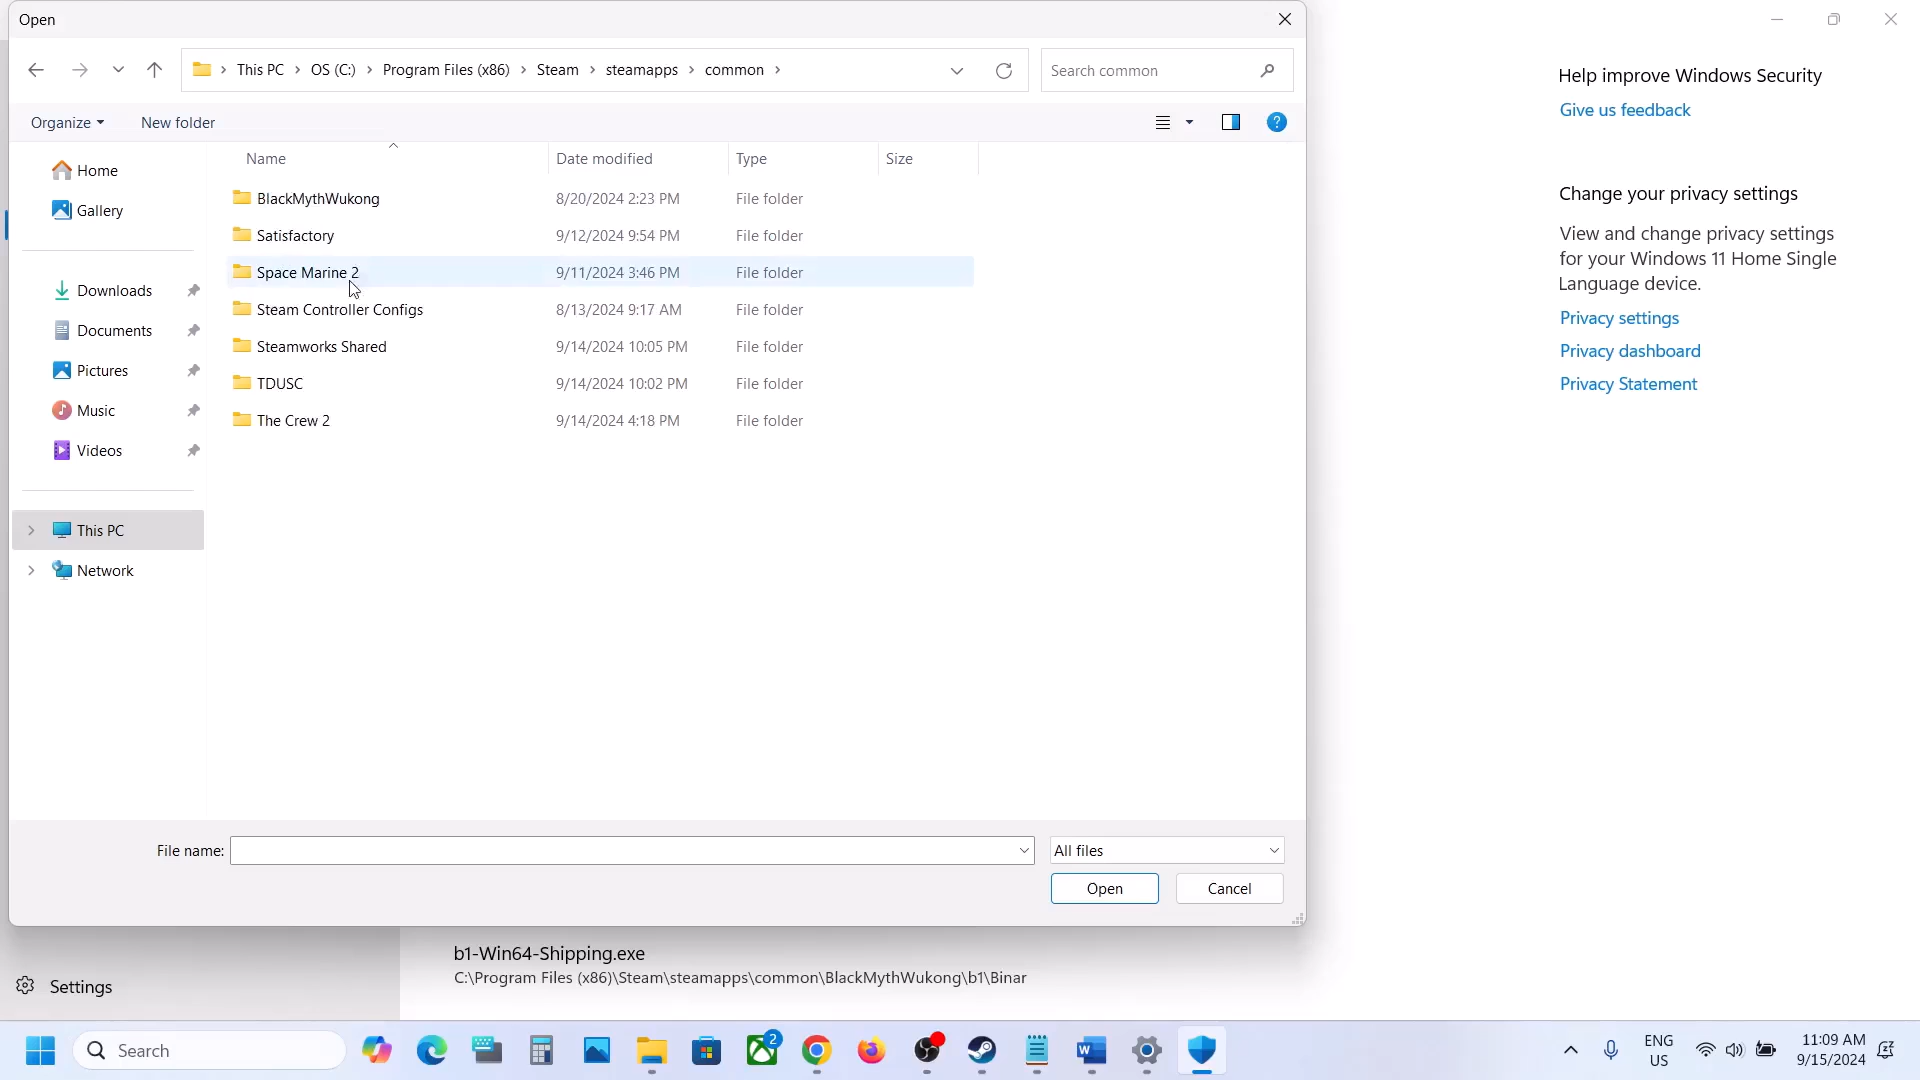 Open
This PC > OS (C:) > Program Files (x86) > Steam > steamapps > common >
Search common
Organize
New folder
Home
Gallery
Downloads
Documents
Pictures
Music
Videos
This PC
Network
Name Date modified Type Size
BlackMythWukong 8/20/2024 2:23 PM File folder
Satisfactory 9/12/2024 9:54 PM File folder
Space Marine 2 9/11/2024 3:46 PM File folder
Steam Controller Configs 8/13/2024 9:17 AM File folder
Steamworks Shared 9/14/2024 10:05 PM File folder
TDUSC 9/14/2024 10:02 PM File folder
The Crew 2 9/14/2024 4:18 PM File folder
File name:
All files
Open
Cancel
Help improve Windows Security
Give us feedback
Change your privacy settings
View and change privacy settings
for your Windows 11 Home Single
Language device.
Privacy settings
Privacy dashboard
Privacy Statement
b1-Win64-Shipping.exe
C:\Program Files (x86)\Steam\steamapps\common\BlackMythWukong\b1\Binar
Settings
Search
2
ENG
US
11:09 AM
9/15/2024